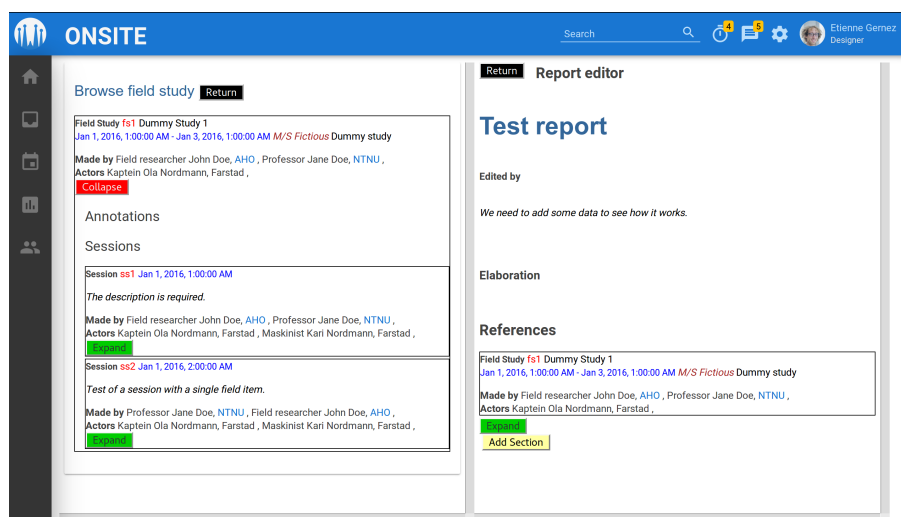 ONSITE
Search
4
5
Etienne Gernez
Designer
Browse field study Return
Field Study fs1 Dummy Study 1
Jan 1, 2016, 1:00:00 AM - Jan 3, 2016, 1:00:00 AM M/S Fictious Dummy study
Made by Field researcher John Doe, AHO , Professor Jane Doe, NTNU ,
Actors Kaptein Ola Nordmann, Farstad ,
Collapse
Annotations
Sessions
Session ss1 Jan 1, 2016, 1:00:00 AM
The description is required.
Made by Field researcher John Doe, AHO , Professor Jane Doe, NTNU ,
Actors Kaptein Ola Nordmann, Farstad , Maskinist Kari Nordmann, Farstad ,
Expand
Session ss2 Jan 1, 2016, 2:00:00 AM
Test of a session with a single field item.
Made by Professor Jane Doe, NTNU , Field researcher John Doe, AHO ,
Actors Kaptein Ola Nordmann, Farstad , Maskinist Kari Nordmann, Farstad ,
Expand
Return Report editor
Test report
Edited by
We need to add some data to see how it works.
Elaboration
References
Field Study fs1 Dummy Study 1
Jan 1, 2016, 1:00:00 AM - Jan 3, 2016, 1:00:00 AM M/S Fictious Dummy study
Made by Field researcher John Doe, AHO , Professor Jane Doe, NTNU ,
Actors Kaptein Ola Nordmann, Farstad ,
Expand
Add Section